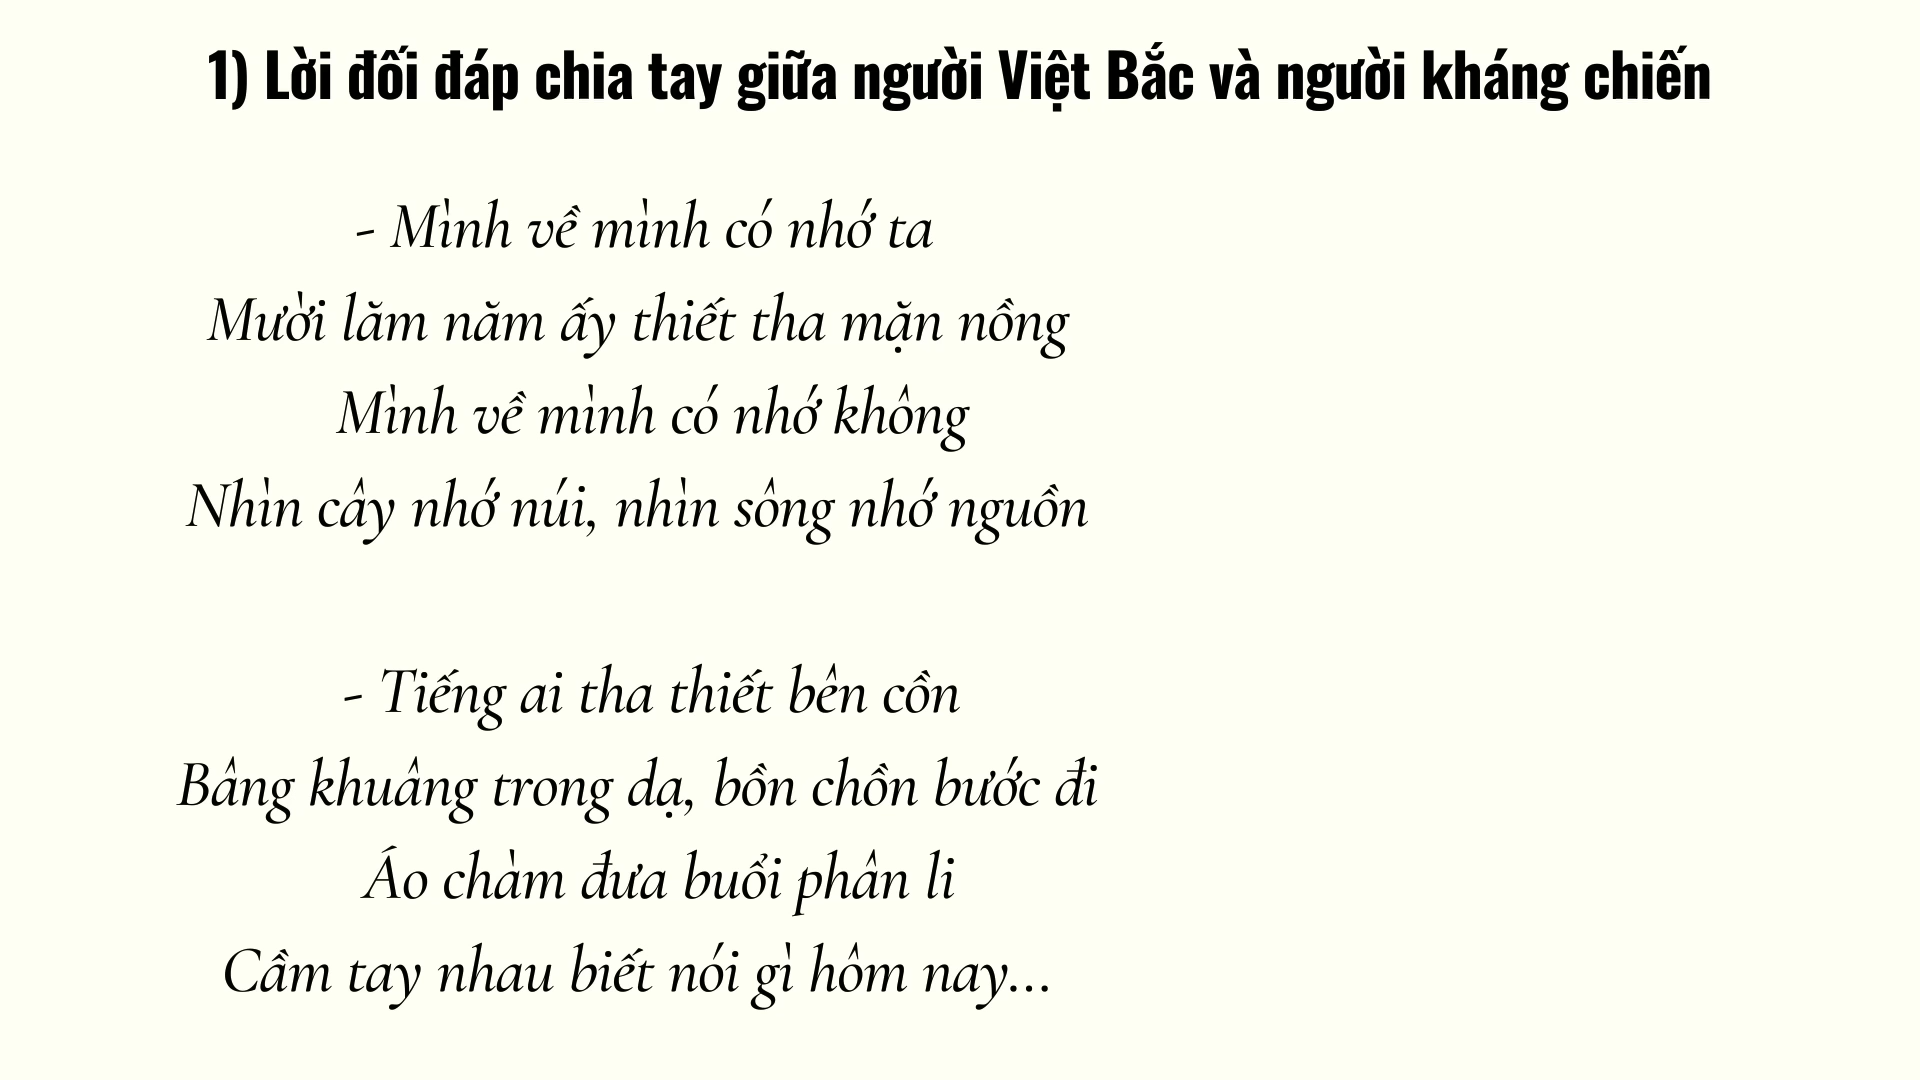 1) Lời đối đáp chia tay giữa người Việt Bắc và người kháng chiến
- Mình về mình có nhớ ta
Mười lăm năm ấy thiết tha mặn nồng
Mình về mình có nhớ không
Nhìn cây nhớ núi, nhìn sông nhớ nguồn
- Tiếng ai tha thiết bên cồn
Bâng khuâng trong dạ, bồn chồn bước đi
Áo chàm đưa buổi phân li
Cầm tay nhau biết nói gì hôm nay...